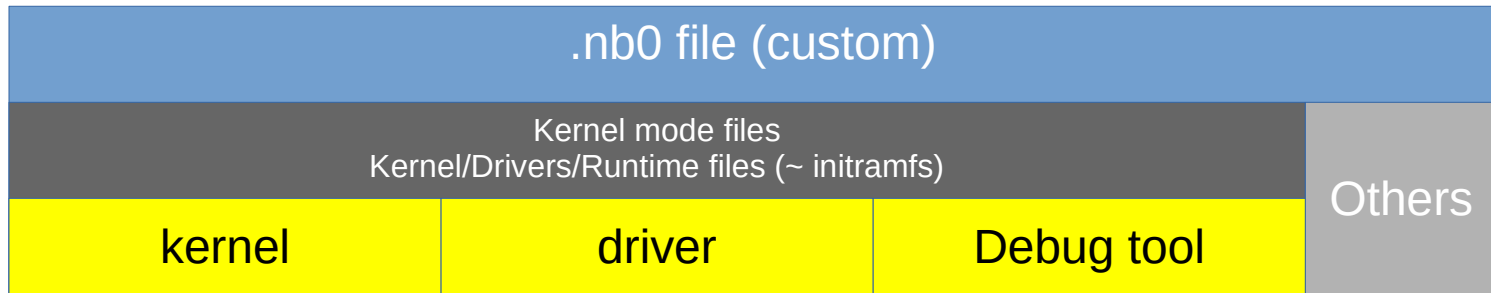 .nb0 file (custom)
Kernel mode files
Kernel/Drivers/Runtime files (~ initramfs)
Others
kernel
driver
Debug tool